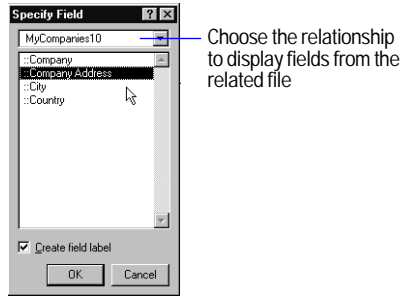 Specify Field
MyCompanies10
::Company
::Company Address
::City
::Country
Create field label
OK
Cancel
Choose the relationship
to display fields from the
related file